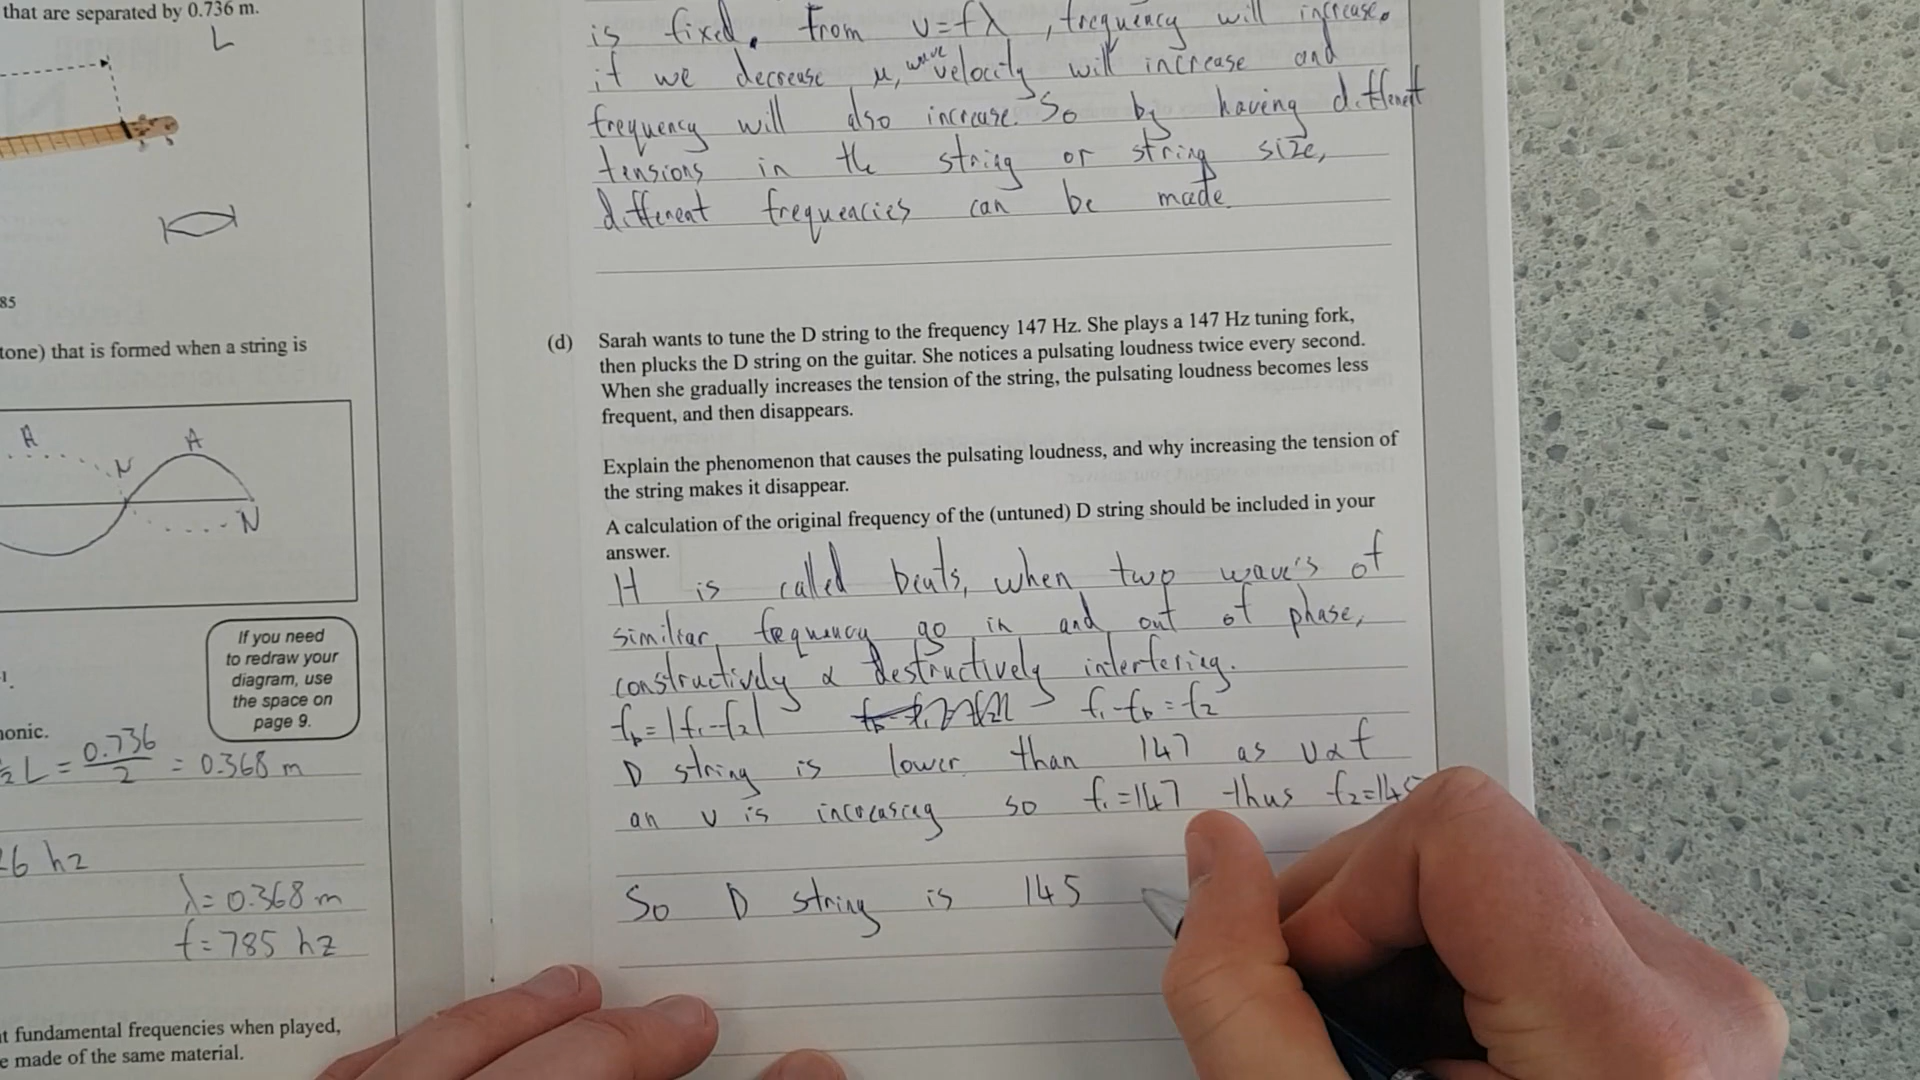 that are separated by 0.736 m.
L
85
tone) that is formed when a string is
A
N
A
N
If you need
to redraw your
diagram, use
the space on
page 9.
onic.
½L = 0.736/2 = 0.368 m
26 hz
λ = 0.368 m
f = 785 hz
t fundamental frequencies when played,
e made of the same material.
is fixed. From v=fλ, frequency will increase.
if we decrease μ, wave velocity will increase and
frequency will also increase. So by having different
tensions in the string or string size,
different frequencies can be made
(d) Sarah wants to tune the D string to the frequency 147 Hz. She plays a 147 Hz tuning fork,
then plucks the D string on the guitar. She notices a pulsating loudness twice every second.
When she gradually increases the tension of the string, the pulsating loudness becomes less
frequent, and then disappears.
Explain the phenomenon that causes the pulsating loudness, and why increasing the tension of
the string makes it disappear.
A calculation of the original frequency of the (untuned) D string should be included in your
answer.
It is called beats, when two wave's of
similiar frequency go in and out of phase,
constructively & destructively interfering.
fb = |f1-f2| f1-fb = f2
D string is lower than 147 as v∝f
an v is increasing so f1=147 thus f2=145
So D string is 145